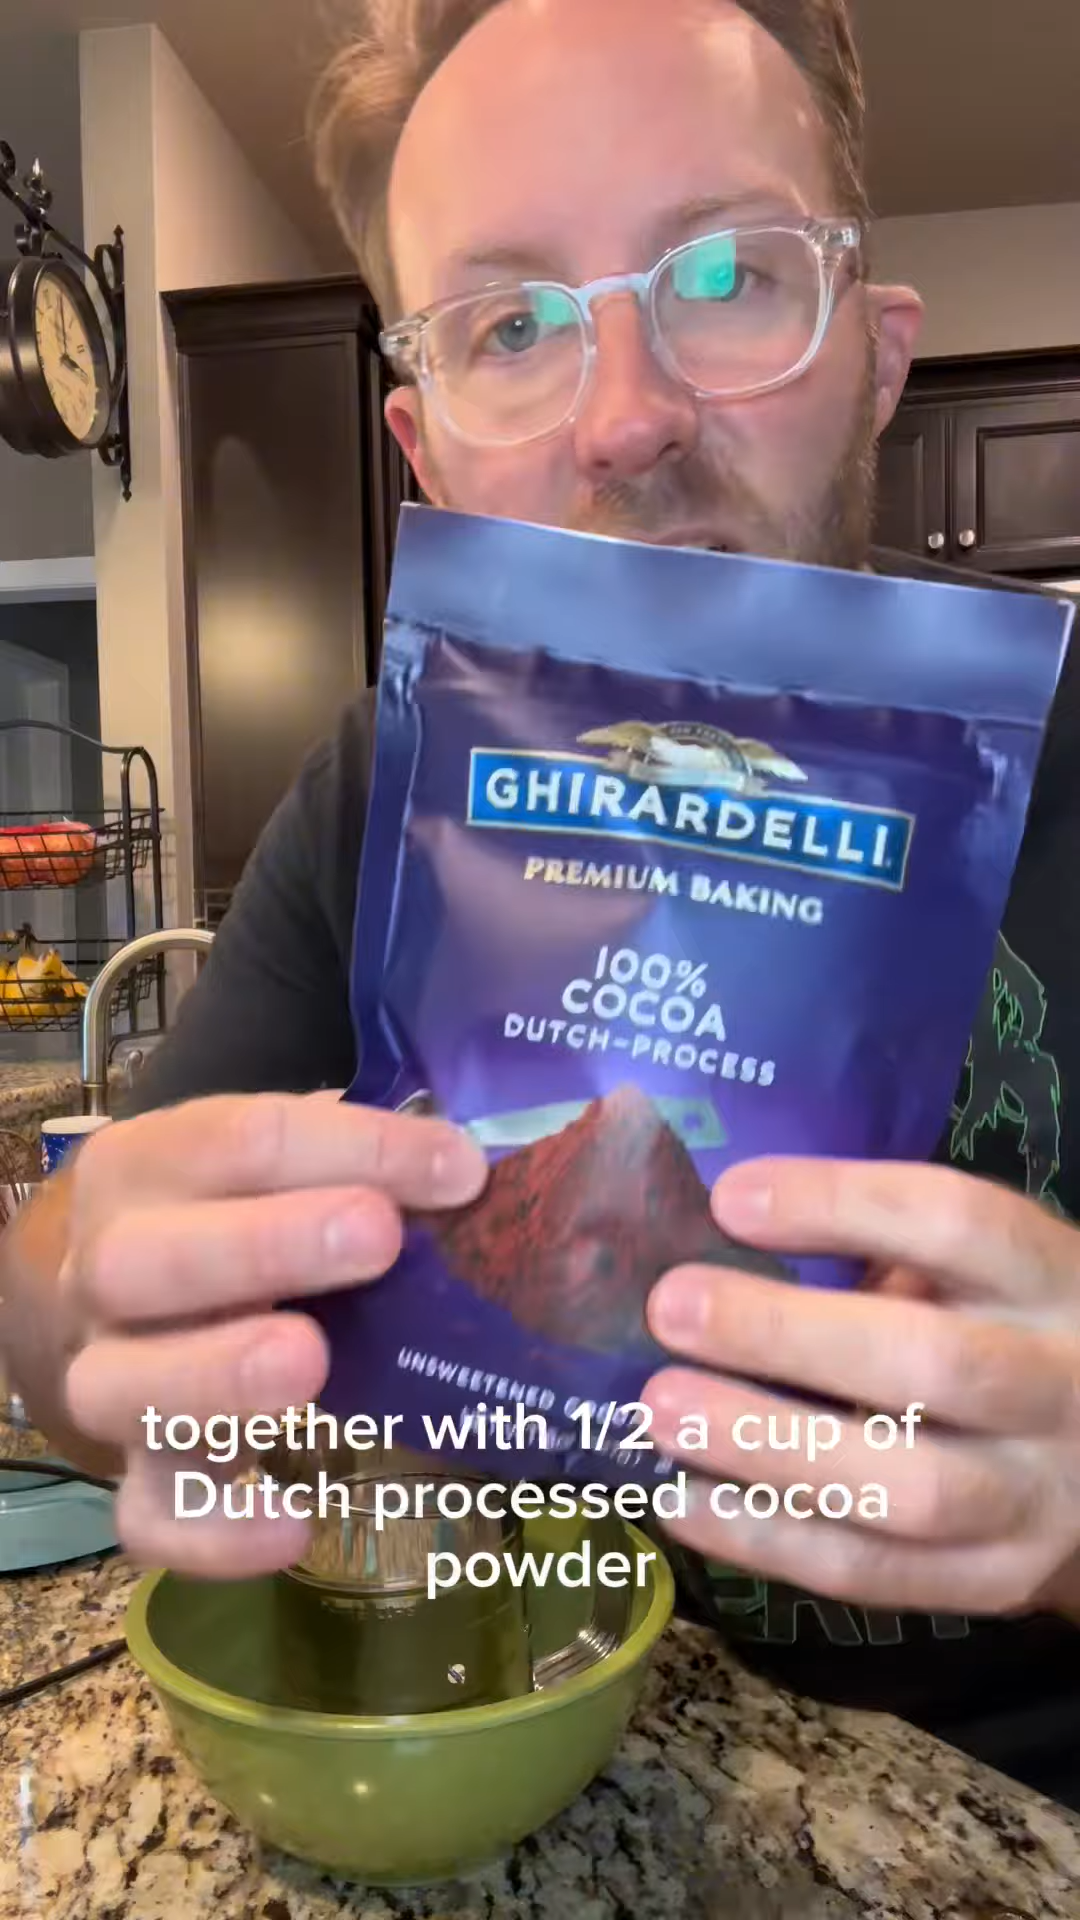 GHIRARDELLI
PREMIUM BAKING
100%
COCOA
DUTCH-PROCESS
UNSWEETENED
together with 1/2 a cup of
Dutch processed cocoa
powder